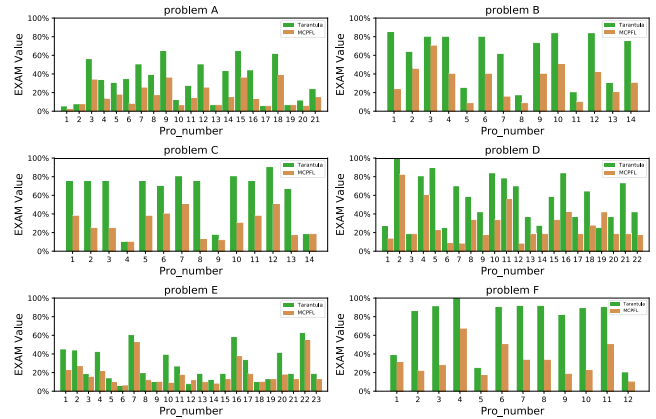 problem A
EXAM Value
100%
80%
60%
40%
20%
0%
Tarantula
MCPFL
1 2 3 4 5 6 7 8 9 10 11 12 13 14 15 16 17 18 19 20 21
Pro_number
problem B
EXAM Value
100%
80%
60%
40%
20%
0%
Tarantula
MCPFL
1 2 3 4 5 6 7 8 9 10 11 12 13 14
Pro_number
problem C
EXAM Value
100%
80%
60%
40%
20%
0%
Tarantula
MCPFL
1 2 3 4 5 6 7 8 9 10 11 12 13 14
Pro_number
problem D
EXAM Value
100%
80%
60%
40%
20%
0%
Tarantula
MCPFL
1 2 3 4 5 6 7 8 9 10 11 12 13 14 15 16 17 18 19 20 21 22
Pro_number
problem E
EXAM Value
100%
80%
60%
40%
20%
0%
Tarantula
MCPFL
1 2 3 4 5 6 7 8 9 10 11 12 13 14 15 16 17 18 19 20 21 22 23
Pro_number
problem F
EXAM Value
100%
80%
60%
40%
20%
0%
Tarantula
MCPFL
1 2 3 4 5 6 7 8 9 10 11 12
Pro_number